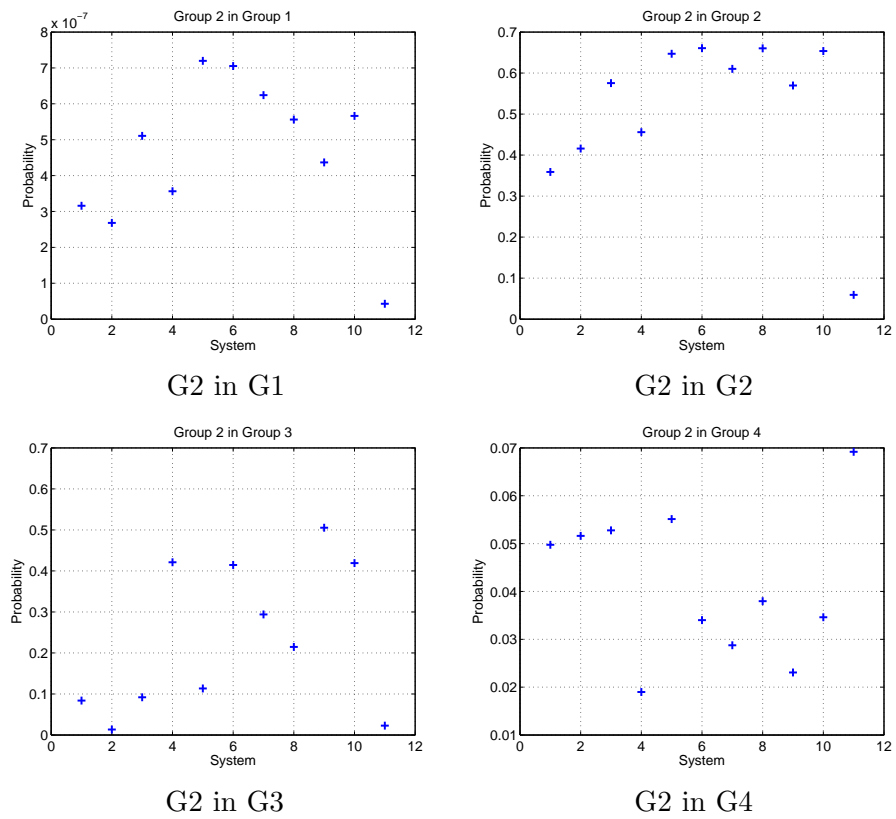 Group 2 in Group 1
x 10⁻⁷
8
7
6
5
4
3
2
1
0
Probability
0 2 4 6 8 10 12
System
G2 in G1
Group 2 in Group 2
0.7
0.6
0.5
0.4
0.3
0.2
0.1
0
Probability
0 2 4 6 8 10 12
System
G2 in G2
Group 2 in Group 3
0.7
0.6
0.5
0.4
0.3
0.2
0.1
0
Probability
0 2 4 6 8 10 12
System
G2 in G3
Group 2 in Group 4
0.07
0.06
0.05
0.04
0.03
0.02
0.01
Probability
0 2 4 6 8 10 12
System
G2 in G4